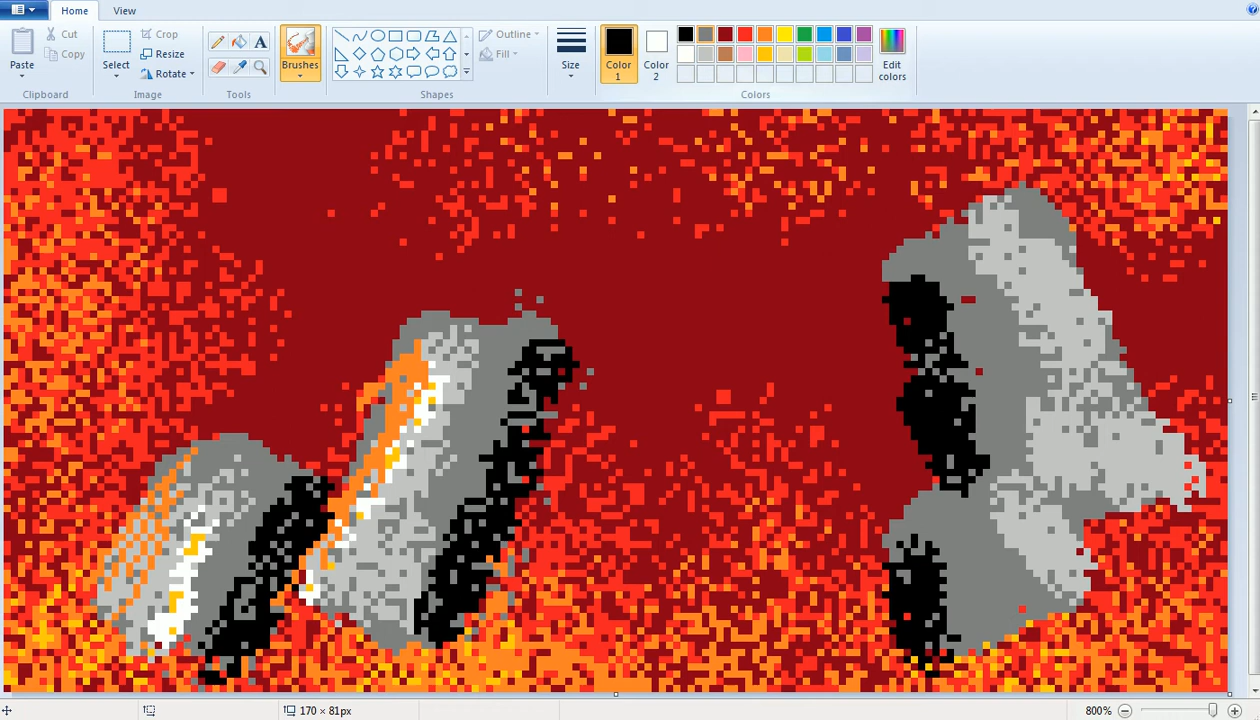 Home View
Paste
Cut
Copy
Clipboard
Select
Crop
Resize
Rotate
Image
A
Tools
Brushes
Outline
Fill
Shapes
Size
Color 1
Color 2
Edit colors
Colors
170 × 81px
800%